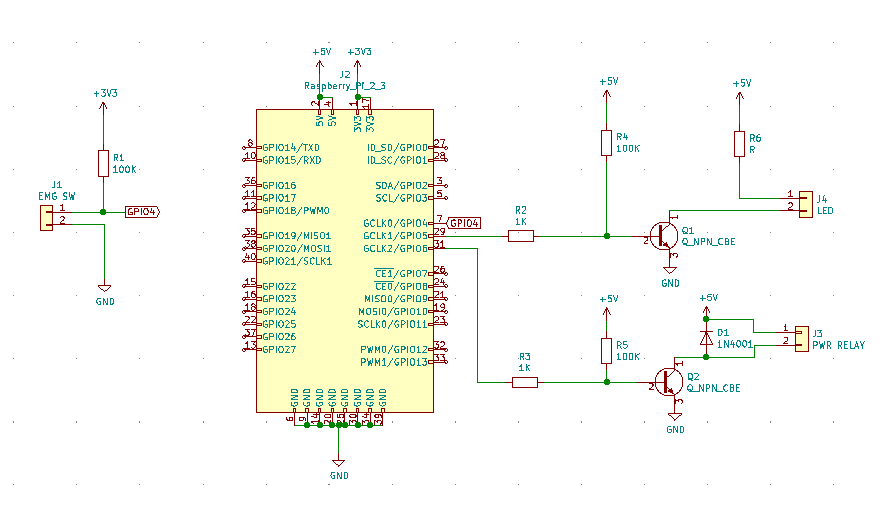 +5V
+3V3
J2
Raspberry_Pi_2_3
2
4
1
17
5V
5V
3V3
3V3
+3V3
R1
100K
J1
EMG SW
1
2
GPIO4
GND
8
GPIO14/TXD
10
GPIO15/RXD
36
GPIO16
11
GPIO17
12
GPIO18/PWM0
35
GPIO19/MISO1
38
GPIO20/MOSI1
40
GPIO21/SCLK1
15
GPIO22
16
GPIO23
18
GPIO24
22
GPIO25
37
GPIO26
13
GPIO27
ID_SD/GPIO0
27
ID_SC/GPIO1
28
SDA/GPIO2
3
SCL/GPIO3
5
GCLK0/GPIO4
7
GPIO4
GCLK1/GPIO5
29
GCLK2/GPIO6
31
CE1/GPIO7
26
CE0/GPIO8
24
MISO0/GPIO9
21
MOSI0/GPIO10
19
SCLK0/GPIO11
23
PWM0/GPIO12
32
PWM1/GPIO13
33
GND
GND
GND
GND
GND
GND
GND
GND
6
9
14
20
25
30
34
39
GND
R2
1K
+5V
R4
100K
+5V
R6
R
1
2
J4
LED
1
2
3
Q1
Q_NPN_CBE
GND
R3
1K
+5V
R5
100K
+5V
D1
1N4001
1
2
J3
PWR RELAY
1
2
3
Q2
Q_NPN_CBE
GND